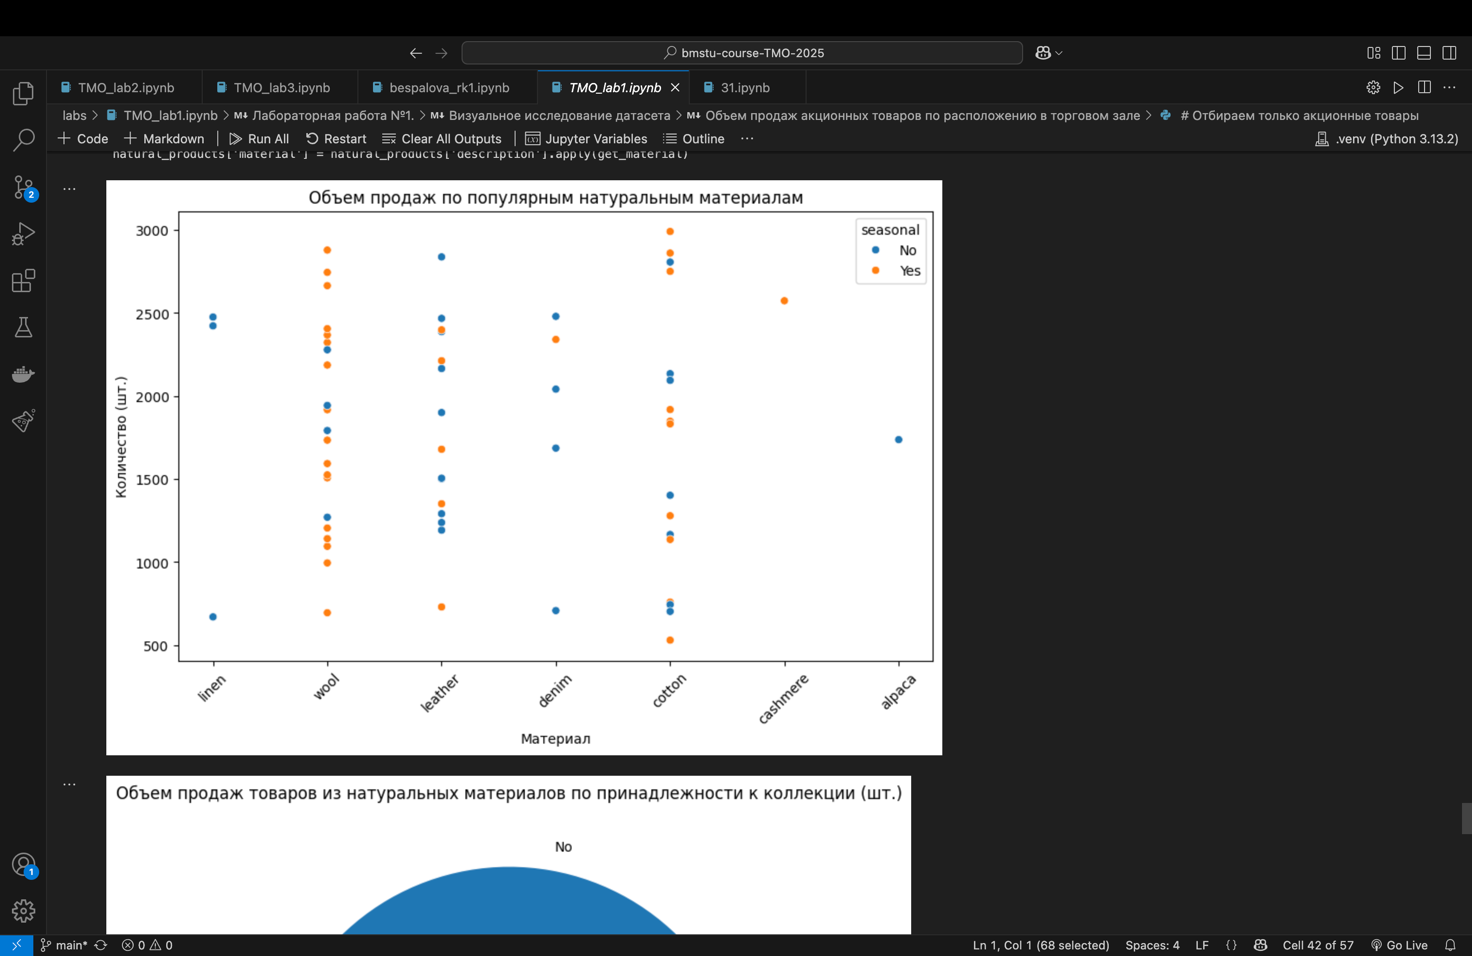 bmstu-course-TMO-2025
TMO_lab2.ipynb
TMO_lab3.ipynb
bespalova_rk1.ipynb
TMO_lab1.ipynb
31.ipynb
labs > TMO_lab1.ipynb > M↓ Лабораторная работа №1. > M↓ Визуальное исследование датасета > M↓ Объем продаж акционных товаров по расположению в торговом зале > # Отбираем только акционные товары
+ Code + Markdown Run All Restart Clear All Outputs Jupyter Variables Outline ...
.venv (Python 3.13.2)
natural_products['material'] = natural_products['description'].apply(get_material)
2
1
Объем продаж по популярным натуральным материалам
seasonal
No
Yes
Количество (шт.)
3000
2500
2000
1500
1000
500
linen
wool
leather
denim
cotton
cashmere
alpaca
Материал
Объем продаж товаров из натуральных материалов по принадлежности к коллекции (шт.)
No
main* 0 0
Ln 1, Col 1 (68 selected) Spaces: 4 LF {} Cell 42 of 57 Go Live